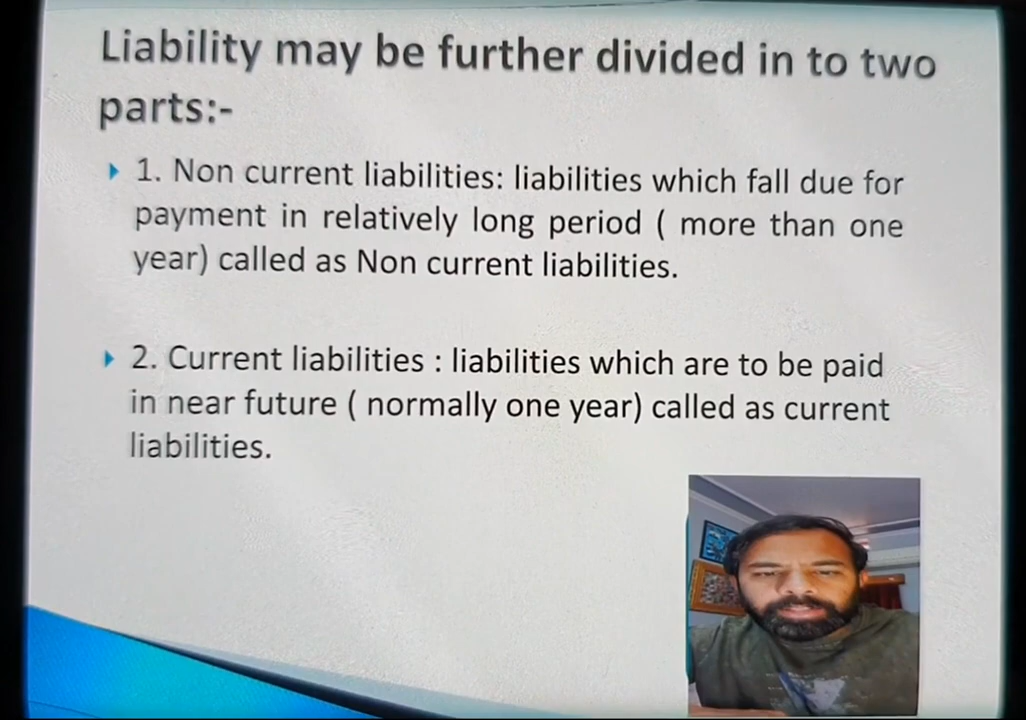 Liability may be further divided in to two
parts:-
1. Non current liabilities: liabilities which fall due for
payment in relatively long period ( more than one
year) called as Non current liabilities.
2. Current liabilities : liabilities which are to be paid
in near future ( normally one year) called as current
liabilities.